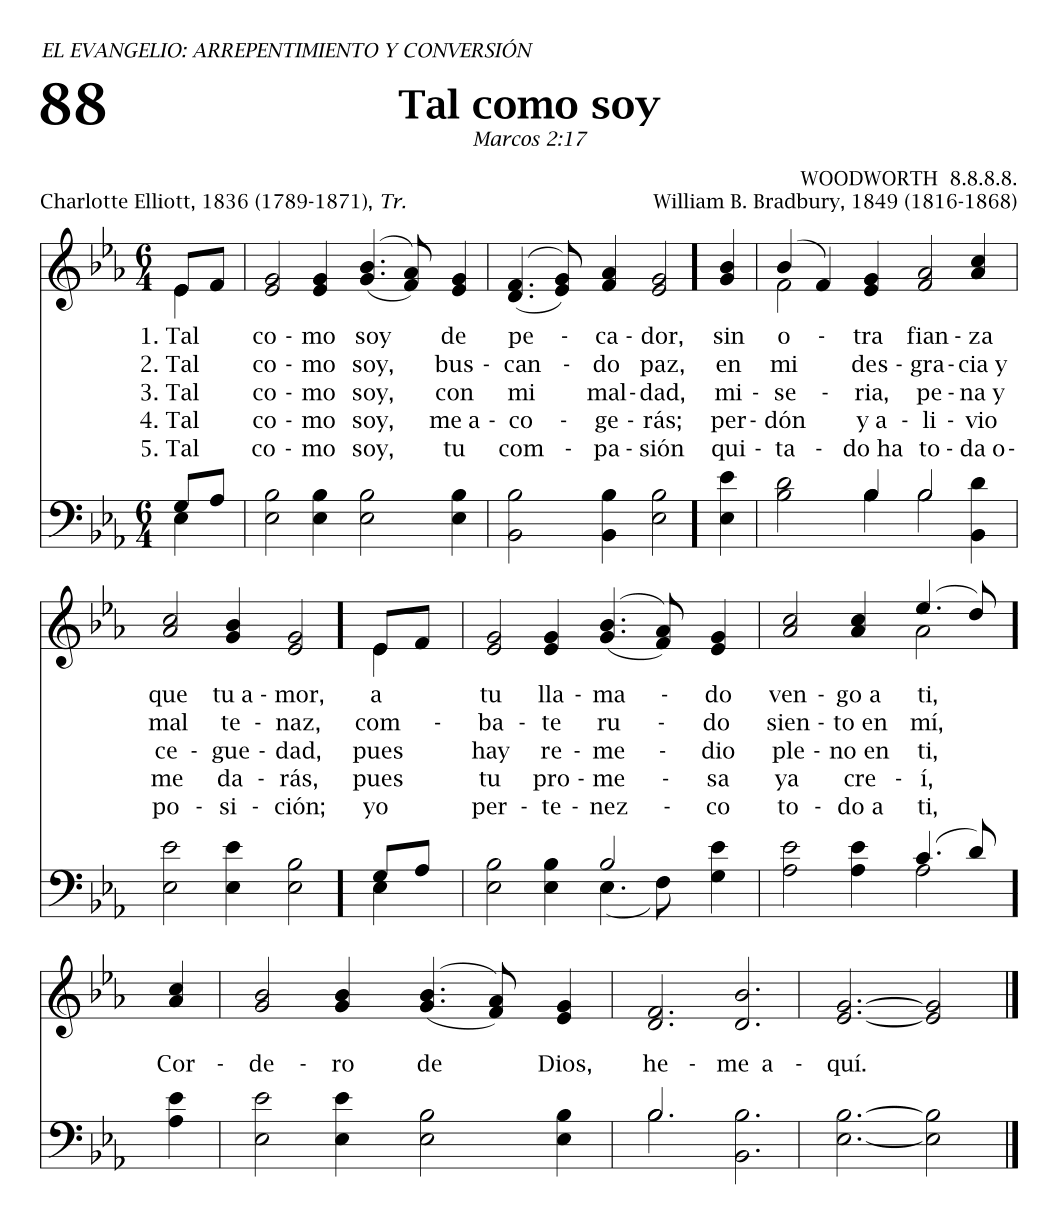 EL EVANGELIO: ARREPENTIMIENTO Y CONVERSIÓN
88
Tal como soy
Marcos 2:17
WOODWORTH 8.8.8.8.
Charlotte Elliott, 1836 (1789-1871), Tr.
William B. Bradbury, 1849 (1816-1868)
6
4
1. Tal co - mo soy de pe - ca - dor, sin o - tra fian - za
2. Tal co - mo soy, bus - can - do paz, en mi des - gra - cia y
3. Tal co - mo soy, con mi mal - dad, mi - se - ria, pe - na y
4. Tal co - mo soy, me a - co - ge - rás; per - dón y a - li - vio
5. Tal co - mo soy, tu com - pa - sión qui - ta - do ha to - da o -
6
4
que tu a - mor, a tu lla - ma - do ven - go a ti,
mal te - naz, com - ba - te ru - do sien - to en mí,
ce - gue - dad, pues hay re - me - dio ple - no en ti,
me da - rás, pues tu pro - me - sa ya cre - í,
po - si - ción; yo per - te - nez - co to - do a ti,
Cor - de - ro de Dios, he - me a - quí.